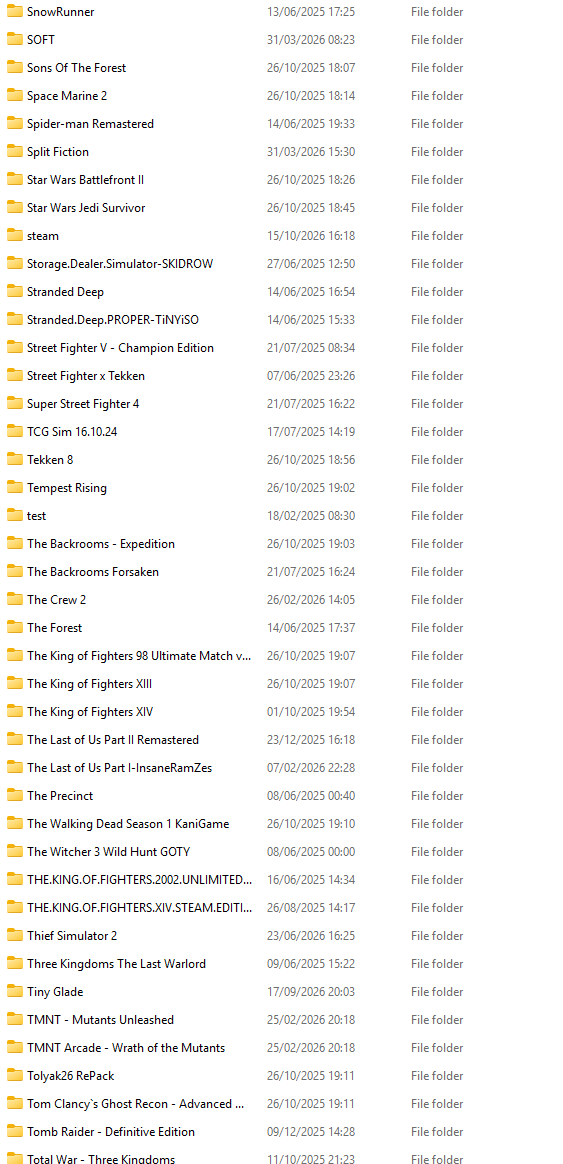 SnowRunner 13/06/2025 17:25 File folder
SOFT 31/03/2026 08:23 File folder
Sons Of The Forest 26/10/2025 18:07 File folder
Space Marine 2 26/10/2025 18:14 File folder
Spider-man Remastered 14/06/2025 19:33 File folder
Split Fiction 31/03/2026 15:30 File folder
Star Wars Battlefront II 26/10/2025 18:26 File folder
Star Wars Jedi Survivor 26/10/2025 18:45 File folder
steam 15/10/2026 16:18 File folder
Storage.Dealer.Simulator-SKIDROW 27/06/2025 12:50 File folder
Stranded Deep 14/06/2025 16:54 File folder
Stranded.Deep.PROPER-TiNYiSO 14/06/2025 15:33 File folder
Street Fighter V - Champion Edition 21/07/2025 08:34 File folder
Street Fighter x Tekken 07/06/2025 23:26 File folder
Super Street Fighter 4 21/07/2025 16:22 File folder
TCG Sim 16.10.24 17/07/2025 14:19 File folder
Tekken 8 26/10/2025 18:56 File folder
Tempest Rising 26/10/2025 19:02 File folder
test 18/02/2025 08:30 File folder
The Backrooms - Expedition 26/10/2025 19:03 File folder
The Backrooms Forsaken 21/07/2025 16:24 File folder
The Crew 2 26/02/2026 14:05 File folder
The Forest 14/06/2025 17:37 File folder
The King of Fighters 98 Ultimate Match v... 26/10/2025 19:07 File folder
The King of Fighters XIII 26/10/2025 19:07 File folder
The King of Fighters XIV 01/10/2025 19:54 File folder
The Last of Us Part II Remastered 23/12/2025 16:18 File folder
The Last of Us Part I-InsaneRamZes 07/02/2026 22:28 File folder
The Precinct 08/06/2025 00:40 File folder
The Walking Dead Season 1 KaniGame 26/10/2025 19:10 File folder
The Witcher 3 Wild Hunt GOTY 08/06/2025 00:00 File folder
THE.KING.OF.FIGHTERS.2002.UNLIMITED... 16/06/2025 14:34 File folder
THE.KING.OF.FIGHTERS.XIV.STEAM.EDITI... 26/08/2025 14:17 File folder
Thief Simulator 2 23/06/2026 16:25 File folder
Three Kingdoms The Last Warlord 09/06/2025 15:22 File folder
Tiny Glade 17/09/2026 20:03 File folder
TMNT - Mutants Unleashed 25/02/2026 20:18 File folder
TMNT Arcade - Wrath of the Mutants 25/02/2026 20:18 File folder
Tolyak26 RePack 26/10/2025 19:11 File folder
Tom Clancy`s Ghost Recon - Advanced ... 26/10/2025 19:11 File folder
Tomb Raider - Definitive Edition 09/12/2025 14:28 File folder
Total War - Three Kingdoms 11/10/2025 21:23 File folder